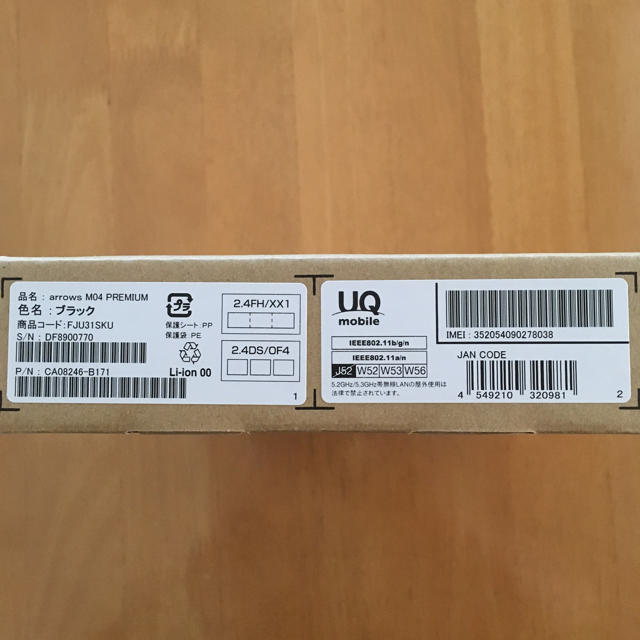 品名 : arrows M04 PREMIUM
色名 : ブラック
商品コード : FJU31SKU
S/N : DF8900770
P/N : CA08246-B171
プラ
保護シート : PP
保護袋 PE
Li-ion 00
2.4FH/XX1
2.4DS/OF4
1
UQ
mobile
IEEE802.11b/g/n
IEEE802.11a/n
J52 W52 W53 W56
5.2GHz/5.3GHz帯無線LANの屋外使用は
法律で禁止されています。
IMEI : 352054090278038
JAN CODE
4 549210 320981
2